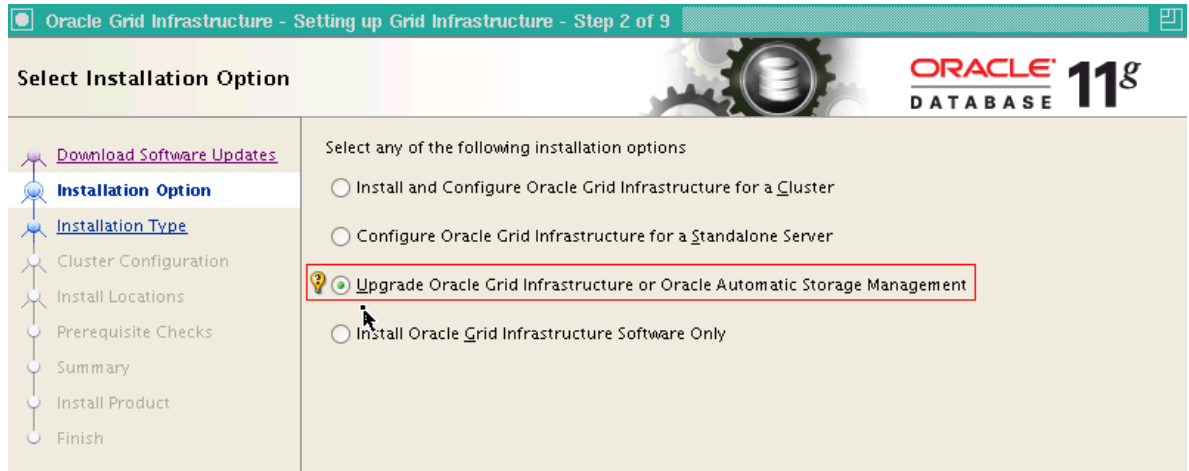 Oracle Grid Infrastructure - Setting up Grid Infrastructure - Step 2 of 9
Select Installation Option
ORACLE
DATABASE
11g
Download Software Updates
Installation Option
Installation Type
Cluster Configuration
Install Locations
Prerequisite Checks
Summary
Install Product
Finish
Select any of the following installation options
Install and Configure Oracle Grid Infrastructure for a Cluster
Configure Oracle Grid Infrastructure for a Standalone Server
Upgrade Oracle Grid Infrastructure or Oracle Automatic Storage Management
Install Oracle Grid Infrastructure Software Only